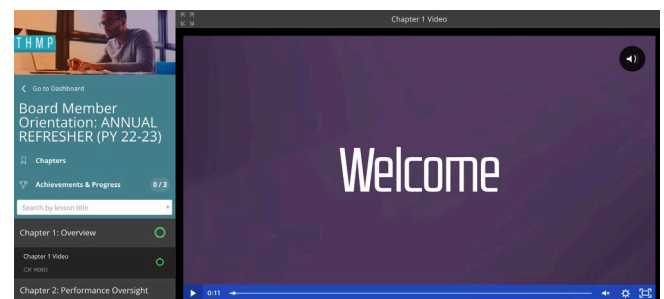 THMP
Go to Dashboard
Board Member
Orientation: ANNUAL
REFRESHER (PY 22-23)
Chapters
Achievements & Progress 0 / 3
Search by lesson title
Chapter 1: Overview
Chapter 1 Video
VIDEO
Chapter 2: Performance Oversight
Chapter 1 Video
Welcome
0:11